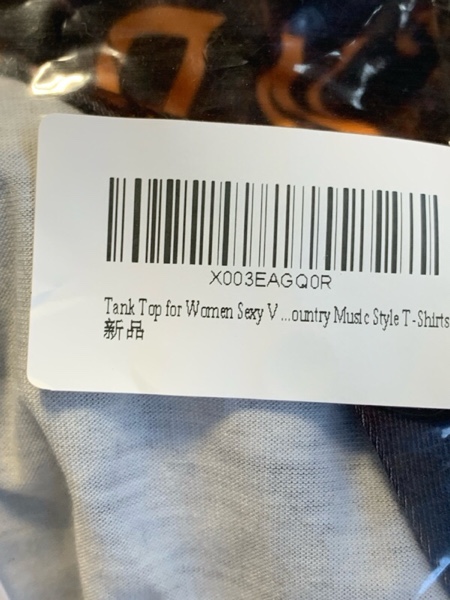 X003EAGQ0R
Tank Top for Women Sexy V...ountry Music Style T-Shirts
新品